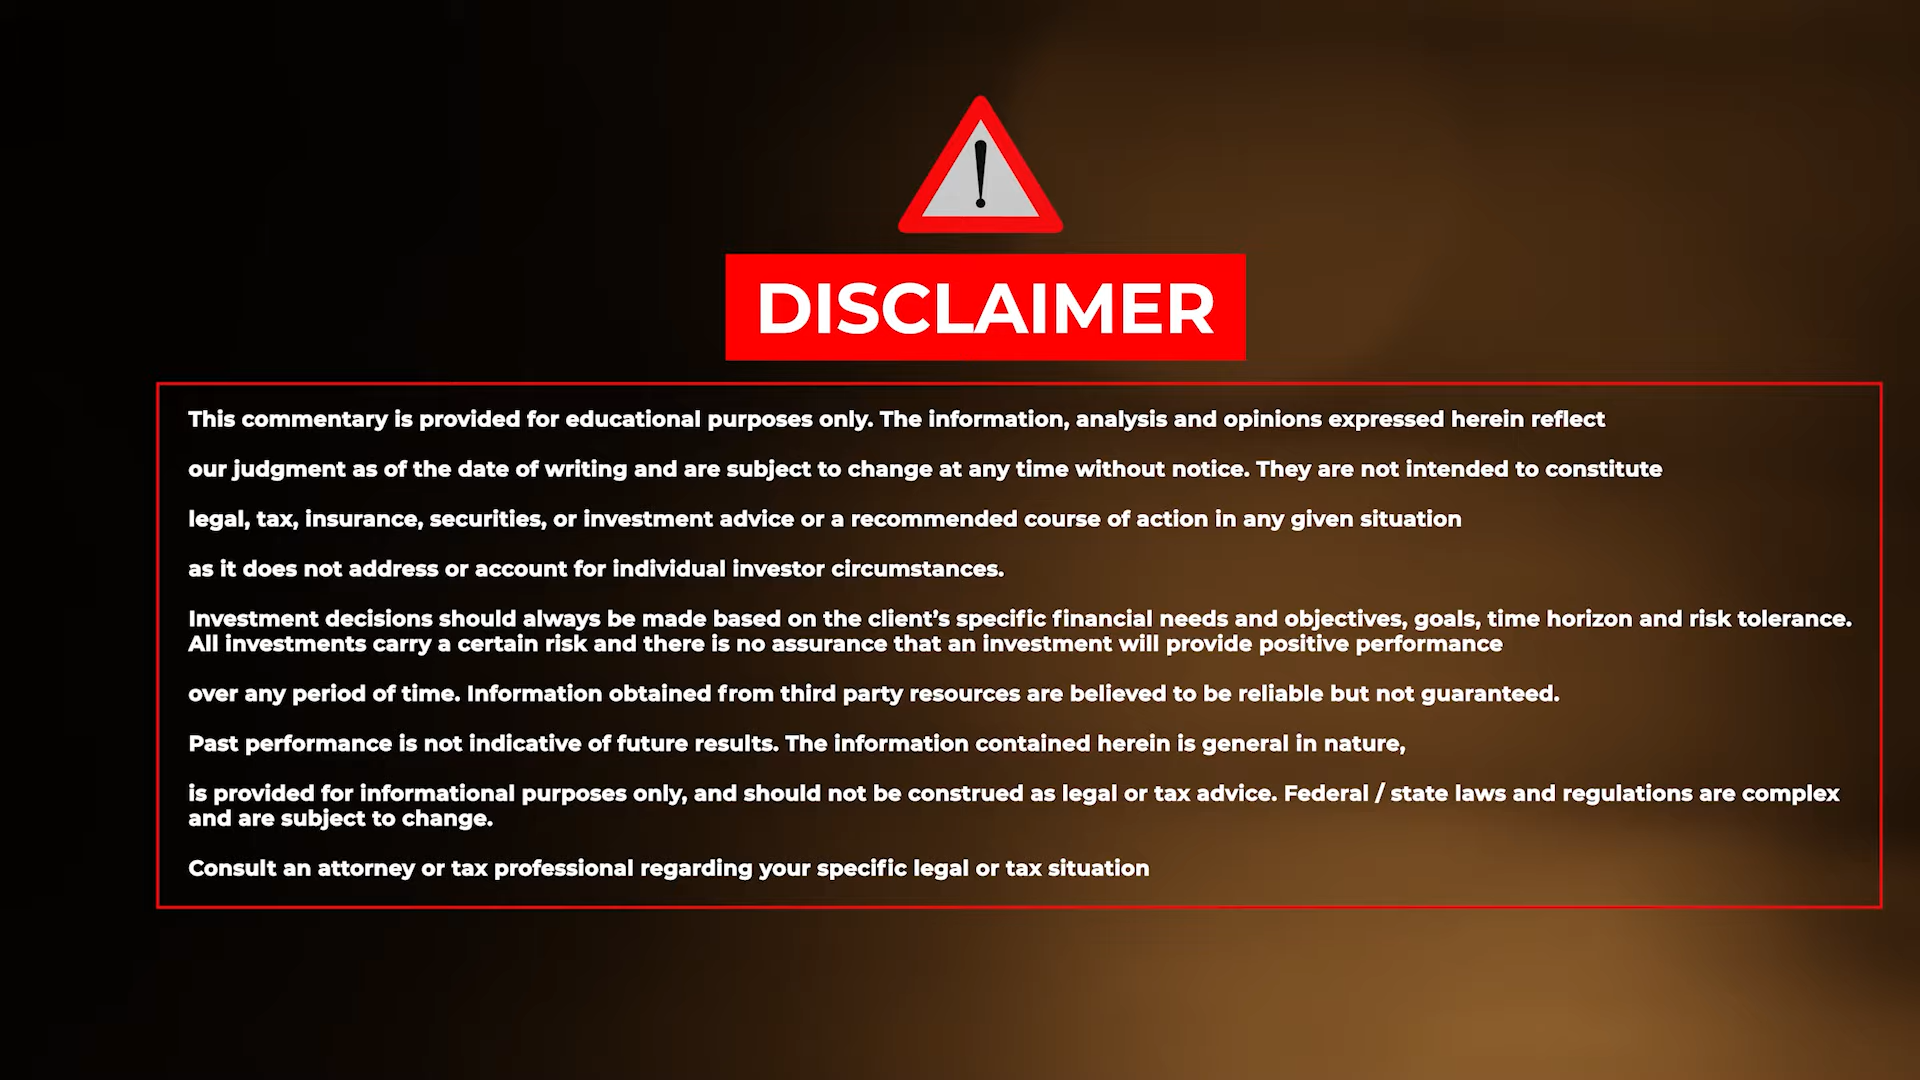 DISCLAIMER
This commentary is provided for educational purposes only. The information, analysis and opinions expressed herein reflect
our judgment as of the date of writing and are subject to change at any time without notice. They are not intended to constitute
legal, tax, insurance, securities, or investment advice or a recommended course of action in any given situation
as it does not address or account for individual investor circumstances.
Investment decisions should always be made based on the client’s specific financial needs and objectives, goals, time horizon and risk tolerance.
All investments carry a certain risk and there is no assurance that an investment will provide positive performance
over any period of time. Information obtained from third party resources are believed to be reliable but not guaranteed.
Past performance is not indicative of future results. The information contained herein is general in nature,
is provided for informational purposes only, and should not be construed as legal or tax advice. Federal / state laws and regulations are complex
and are subject to change.
Consult an attorney or tax professional regarding your specific legal or tax situation